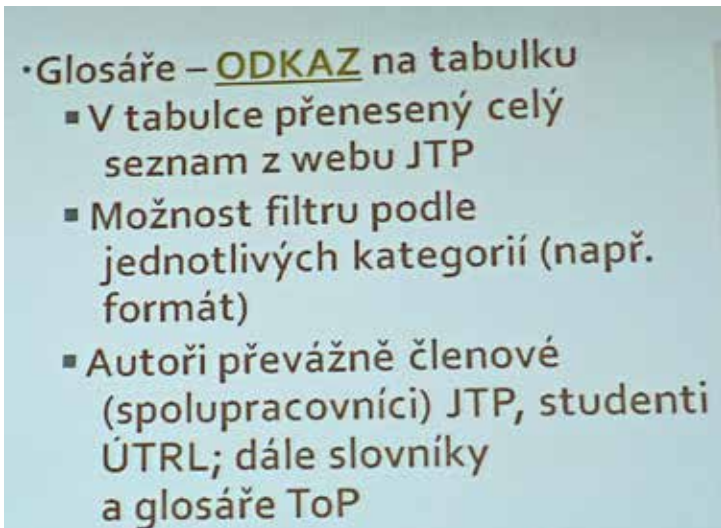 ·Glosáře – ODKAZ na tabulku
▪ V tabulce přenesený celý
seznam z webu JTP
▪ Možnost filtru podle
jednotlivých kategorií (např.
formát)
▪ Autoři převážně členové
(spolupracovníci) JTP, studenti
ÚTRL; dále slovníky
a glosáře ToP